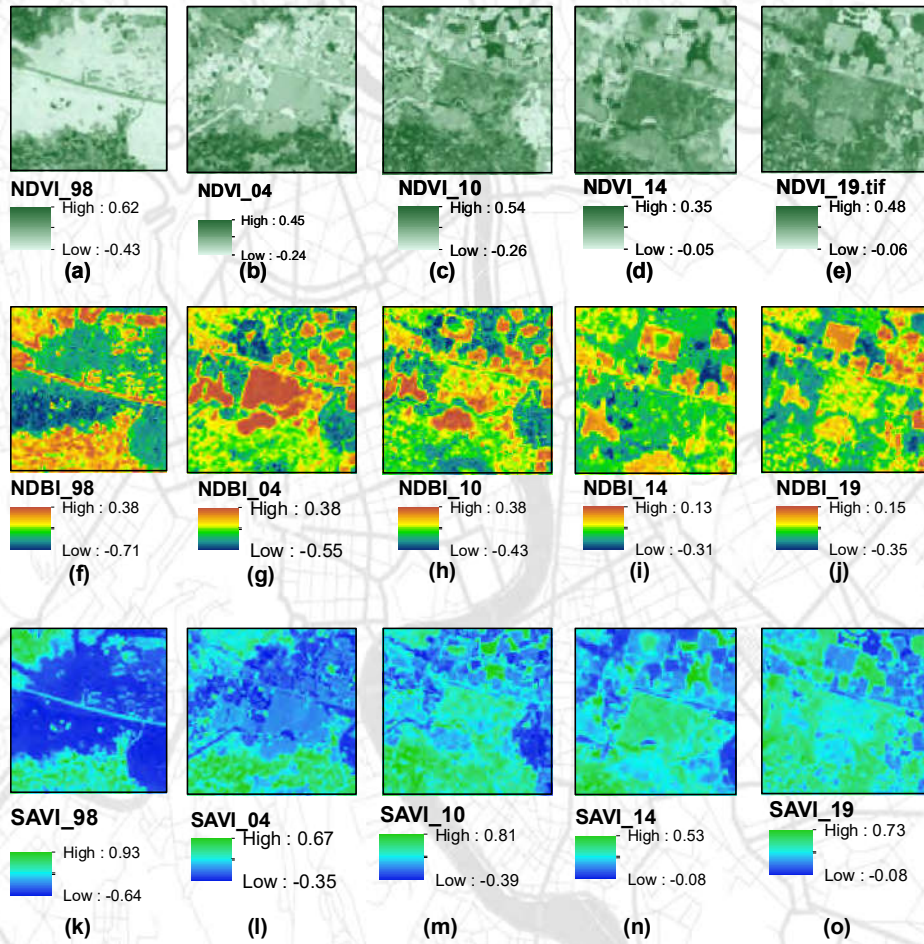 NDVI_98
High : 0.62
Low : -0.43
(a)
NDVI_04
High : 0.45
Low : -0.24
(b)
NDVI_10
High : 0.54
Low : -0.26
(c)
NDVI_14
High : 0.35
Low : -0.05
(d)
NDVI_19.tif
High : 0.48
Low : -0.06
(e)
NDBI_98
High : 0.38
Low : -0.71
(f)
NDBI_04
High : 0.38
Low : -0.55
(g)
NDBI_10
High : 0.38
Low : -0.43
(h)
NDBI_14
High : 0.13
Low : -0.31
(i)
NDBI_19
High : 0.15
Low : -0.35
(j)
SAVI_98
High : 0.93
Low : -0.64
(k)
SAVI_04
High : 0.67
Low : -0.35
(l)
SAVI_10
High : 0.81
Low : -0.39
(m)
SAVI_14
High : 0.53
Low : -0.08
(n)
SAVI_19
High : 0.73
Low : -0.08
(o)